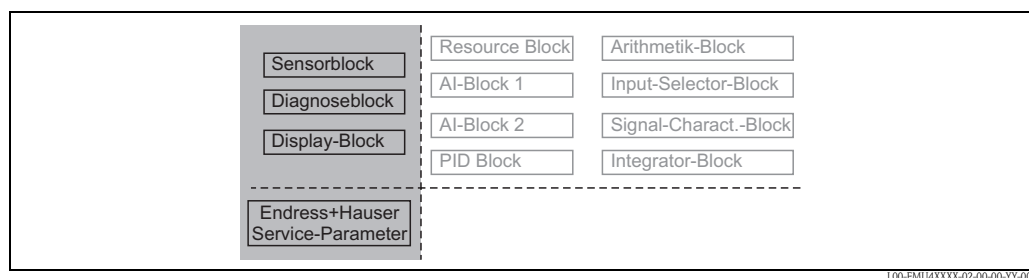 Sensorblock
Diagnoseblock
Display-Block
Endress+Hauser
Service-Parameter
Resource Block
AI-Block 1
AI-Block 2
PID Block
Arithmetik-Block
Input-Selector-Block
Signal-Charact.-Block
Integrator-Block